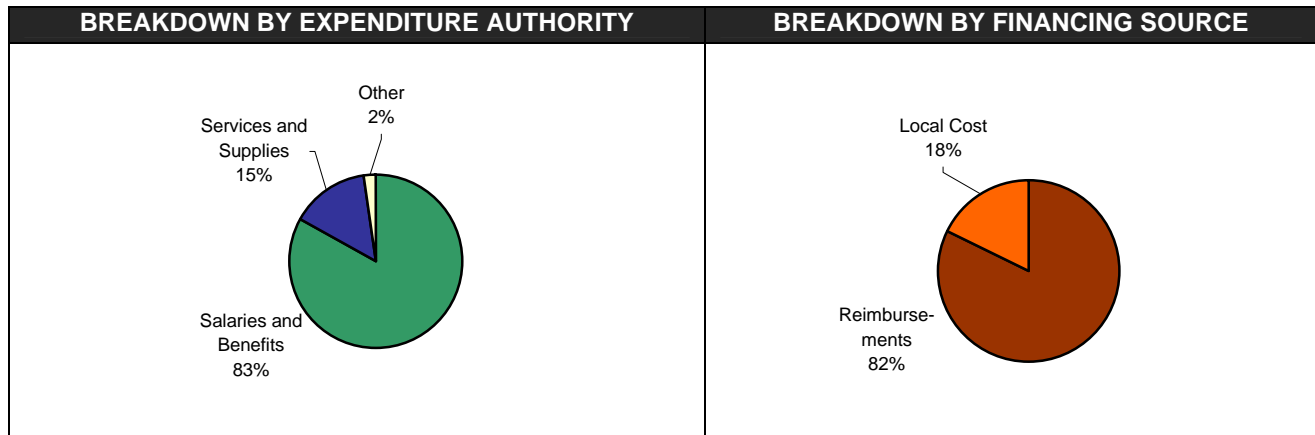 BREAKDOWN BY EXPENDITURE AUTHORITY
Other
2%
Services and
Supplies
15%
Salaries and
Benefits
83%
BREAKDOWN BY FINANCING SOURCE
Local Cost
18%
Reimburse-
ments
82%